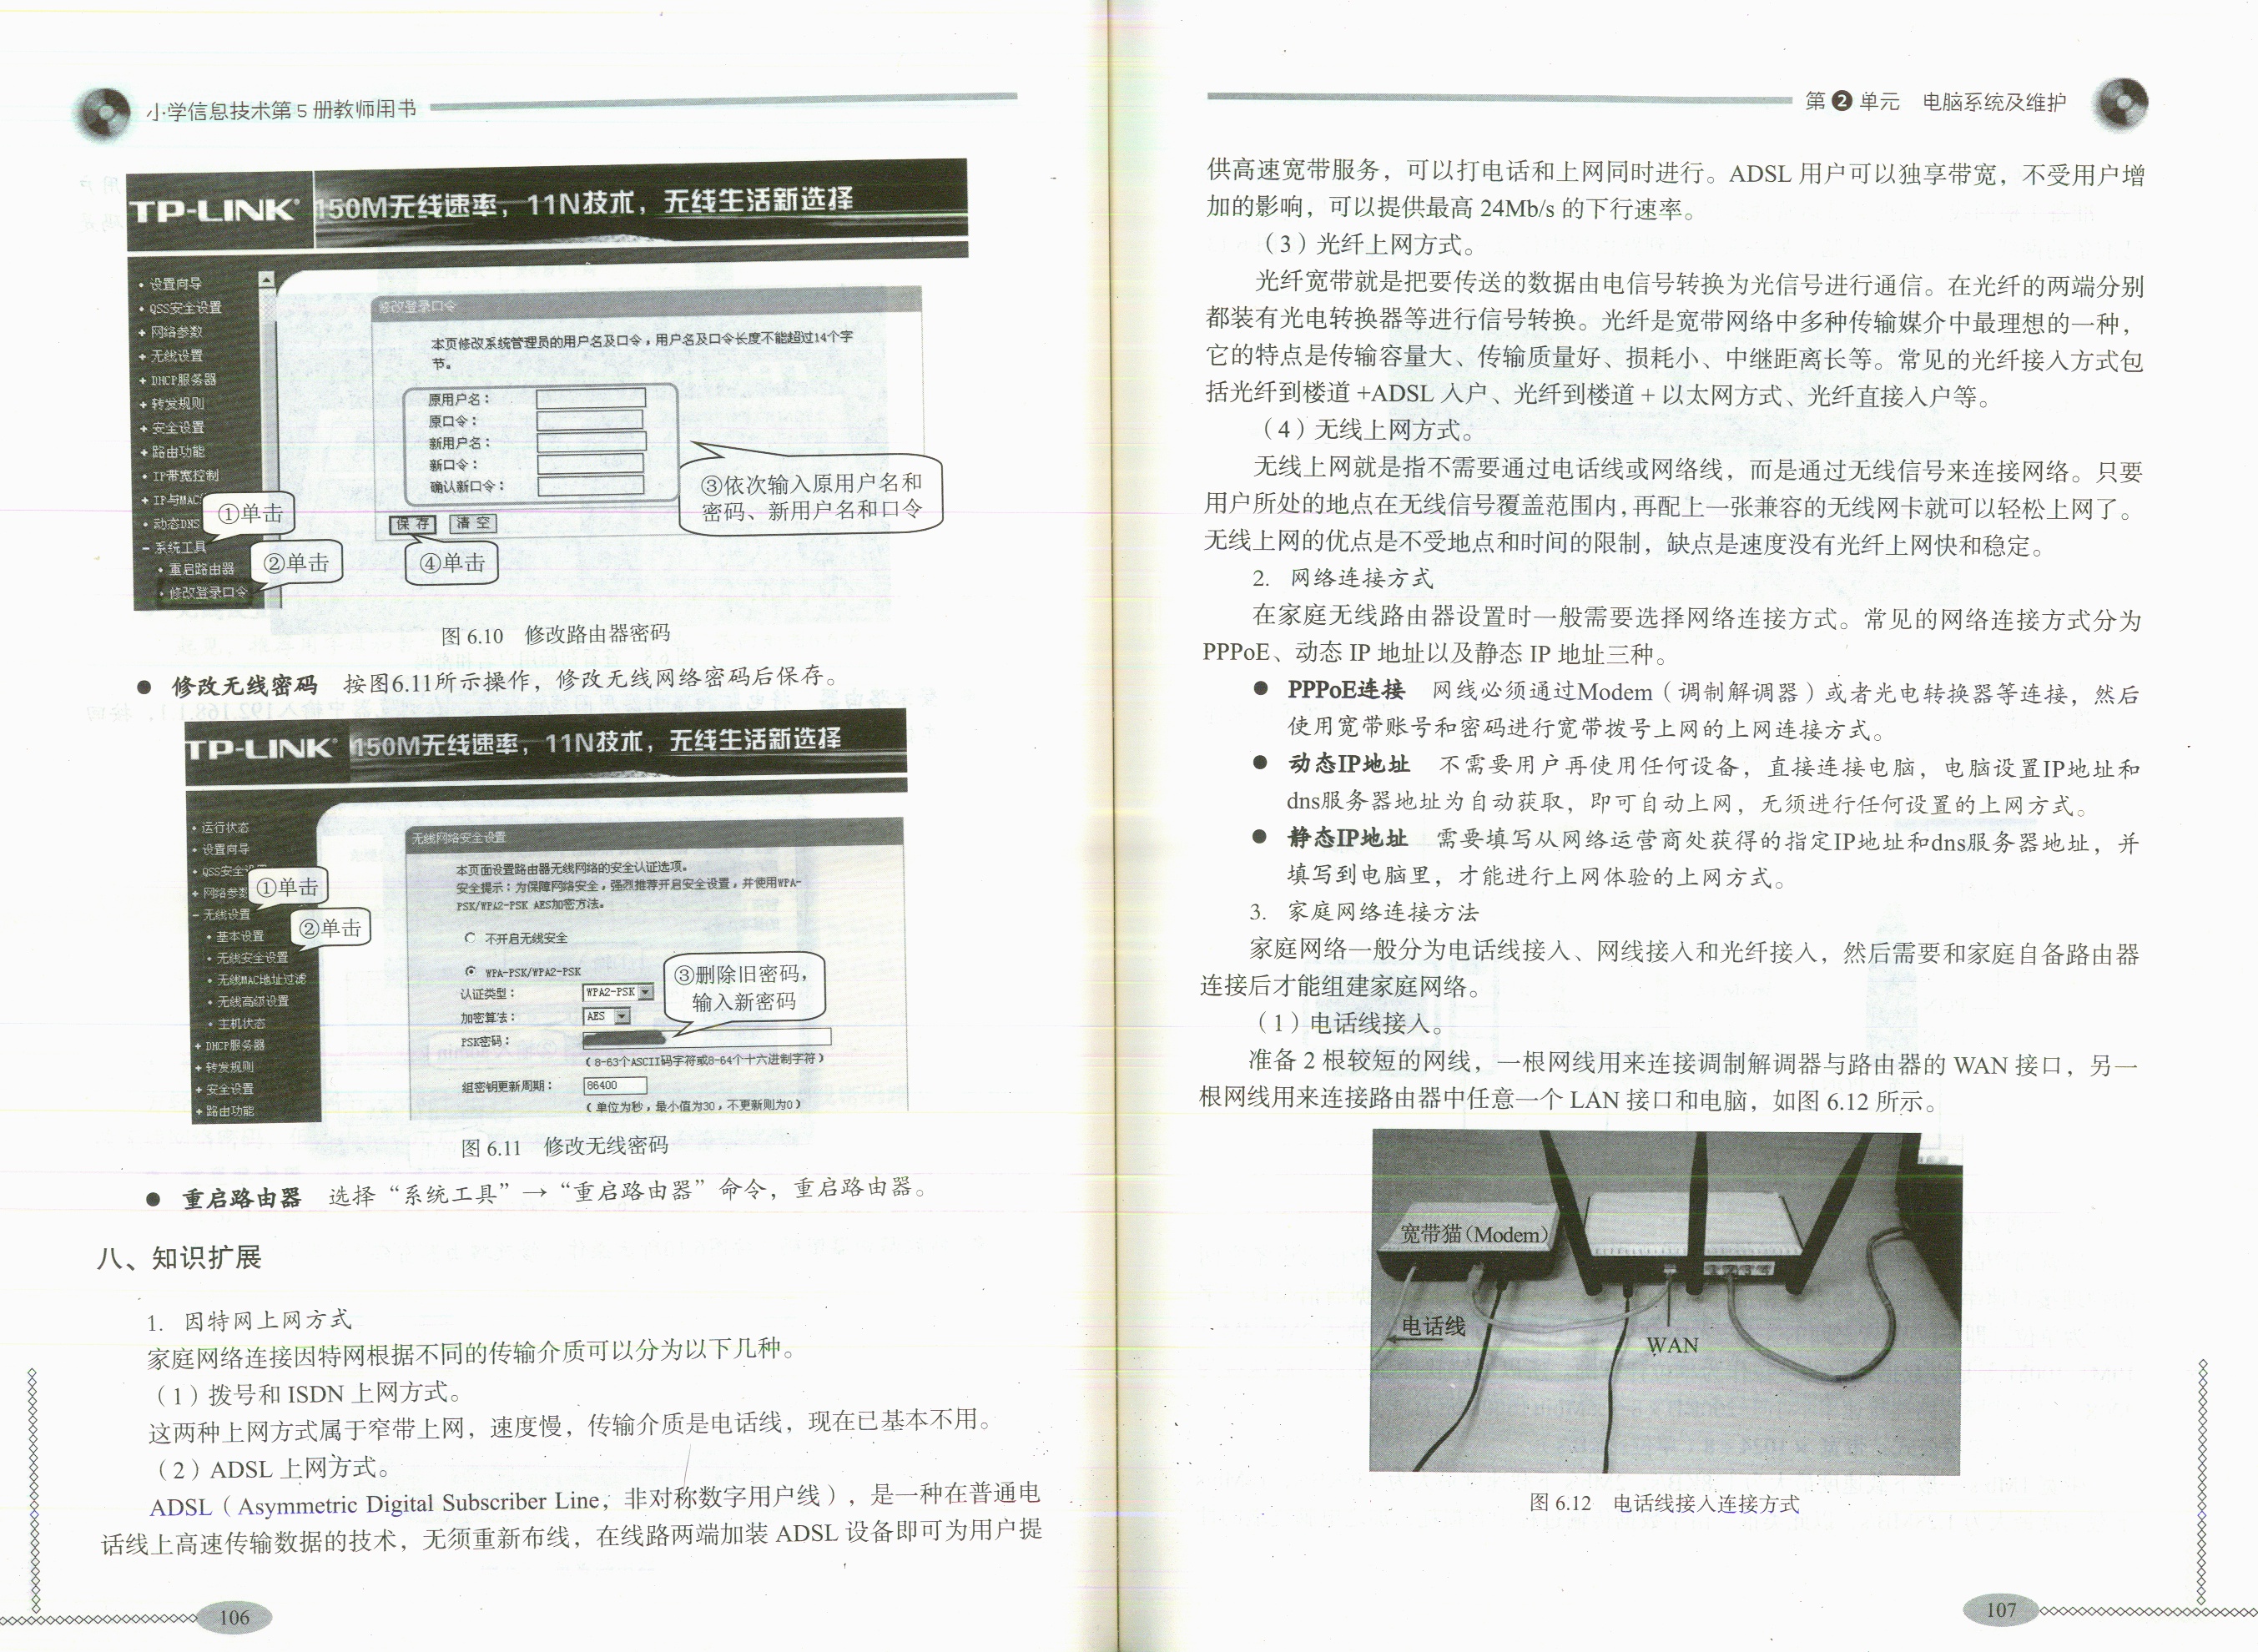 小学信息技术第5册教师用书
TP-LINK 150M无线速率，11N技术，无线生活新选择
• 设置向导
• QSS安全设置
+ 网络参数
+ 无线设置
+ DHCP服务器
+ 转发规则
+ 安全设置
+ 路由功能
• IP带宽控制
+ IP与MAC
• 动态DNS
− 系统工具
• 重启路由器
• 修改登录口令
①单击
②单击
修改登录口令
本页修改系统管理员的用户名及口令，用户名及口令长度不能超过14个字
节。
原用户名：
原口令：
新用户名：
新口令：
确认新口令：
保存 清空
③依次输入原用户名和
密码、新用户名和口令
④单击
图 6.10 修改路由器密码
● 修改无线密码 按图6.11所示操作，修改无线网络密码后保存。
TP-LINK 150M无线速率，11N技术，无线生活新选择
• 运行状态
• 设置向导
• QSS安全
+ 网络参数
− 无线设置
• 基本设置
• 无线安全设置
• 无线MAC地址过滤
• 无线高级设置
• 主机状态
+ DHCP服务器
+ 转发规则
+ 安全设置
+ 路由功能
①单击
②单击
无线网络安全设置
本页面设置路由器无线网络的安全认证选项。
安全提示：为保障网络安全，强烈推荐开启安全设置，并使用WPA-
PSK/WPA2-PSK AES加密方法。
不开启无线安全
WPA-PSK/WPA2-PSK
认证类型： WPA2-PSK
加密算法： AES
PSK密码：
（8-63个ASCII码字符或8-64个十六进制字符）
组密钥更新周期： 86400
（单位为秒，最小值为30，不更新则为0）
③删除旧密码，
输入新密码
图 6.11 修改无线密码
● 重启路由器 选择“系统工具”→“重启路由器”命令，重启路由器。
八、知识扩展
1. 因特网上网方式
家庭网络连接因特网根据不同的传输介质可以分为以下几种。
（1）拨号和 ISDN 上网方式。
这两种上网方式属于窄带上网，速度慢，传输介质是电话线，现在已基本不用。
（2）ADSL 上网方式。
ADSL（Asymmetric Digital Subscriber Line，非对称数字用户线），是一种在普通电
话线上高速传输数据的技术，无须重新布线，在线路两端加装 ADSL 设备即可为用户提
106
第2单元 电脑系统及维护
供高速宽带服务，可以打电话和上网同时进行。ADSL 用户可以独享带宽，不受用户增
加的影响，可以提供最高 24Mb/s 的下行速率。
（3）光纤上网方式。
光纤宽带就是把要传送的数据由电信号转换为光信号进行通信。在光纤的两端分别
都装有光电转换器等进行信号转换。光纤是宽带网络中多种传输媒介中最理想的一种，
它的特点是传输容量大、传输质量好、损耗小、中继距离长等。常见的光纤接入方式包
括光纤到楼道 +ADSL 入户、光纤到楼道 + 以太网方式、光纤直接入户等。
（4）无线上网方式。
无线上网就是指不需要通过电话线或网络线，而是通过无线信号来连接网络。只要
用户所处的地点在无线信号覆盖范围内，再配上一张兼容的无线网卡就可以轻松上网了。
无线上网的优点是不受地点和时间的限制，缺点是速度没有光纤上网快和稳定。
2. 网络连接方式
在家庭无线路由器设置时一般需要选择网络连接方式。常见的网络连接方式分为
PPPoE、动态 IP 地址以及静态 IP 地址三种。
● PPPoE连接 网线必须通过Modem（调制解调器）或者光电转换器等连接，然后
使用宽带账号和密码进行宽带拨号上网的上网连接方式。
● 动态IP地址 不需要用户再使用任何设备，直接连接电脑，电脑设置IP地址和
dns服务器地址为自动获取，即可自动上网，无须进行任何设置的上网方式。
● 静态IP地址 需要填写从网络运营商处获得的指定IP地址和dns服务器地址，并
填写到电脑里，才能进行上网体验的上网方式。
3. 家庭网络连接方法
家庭网络一般分为电话线接入、网线接入和光纤接入，然后需要和家庭自备路由器
连接后才能组建家庭网络。
（1）电话线接入。
准备 2 根较短的网线，一根网线用来连接调制解调器与路由器的 WAN 接口，另一
根网线用来连接路由器中任意一个 LAN 接口和电脑，如图 6.12 所示。
宽带猫（Modem）
电话线
WAN
图 6.12 电话线接入连接方式
107